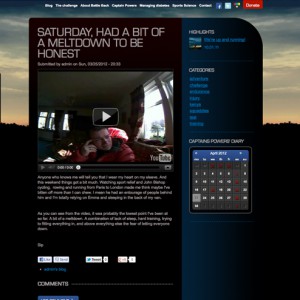 Blog The challenge About Battle Back Captain Powers Managing diabetes Sports Science Contact Donate
SATURDAY, HAD A BIT OF
A MELTDOWN TO BE
HONEST
Submitted by admin on Sun,
YouTube
Anyone who knows me will tell you that I wear my heart on my sleeve. And
this weekend things got a bit much. Watching sport relief and John Bishop
cycling, rowing and running from Paris to London made me think maybe I've
bitten off more than I can chew. I mean he had an entourage of people behind
him and I'm totally relying on Emma and sleeping in the back of my van.
As you can see from the video, it was probably the lowest point I've been at
so far. A bit of a meltdown. A combination of lack of sleep, hard training, trying
to fitting everything in, and above everything else the fear of letting everyone
down.
admin's blog
COMMENTS
HIGHLIGHTS
CATEGORIES
CAPTAIN POWERS' DIARY
April 2012